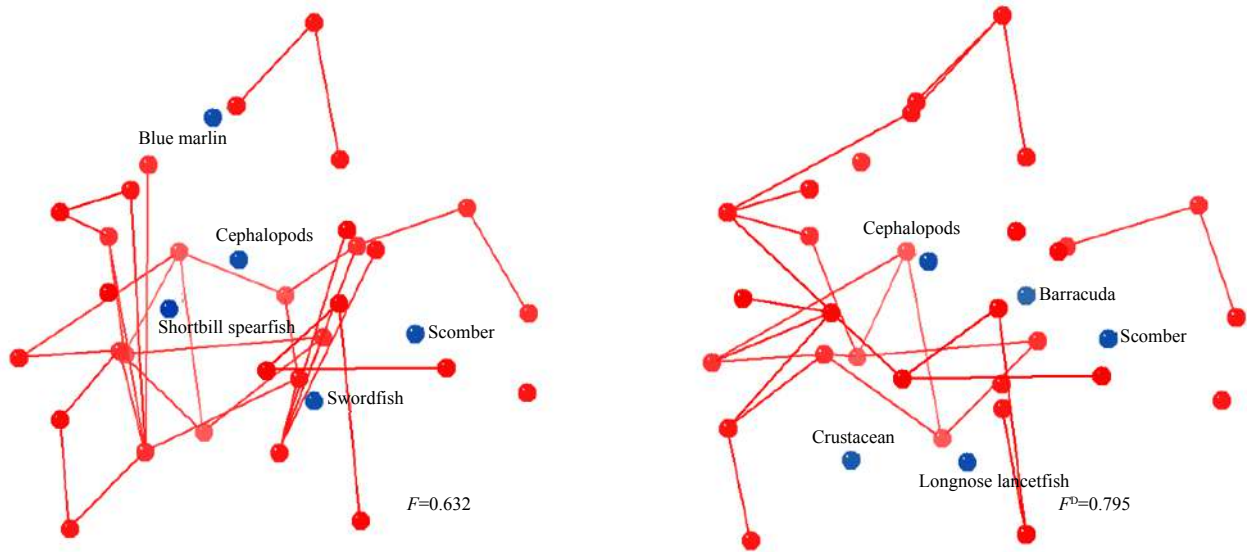 Blue marlin
Cephalopods
Shortbill spearfish
Scomber
Swordfish
F=0.632
Cephalopods
Barracuda
Scomber
Crustacean
Longnose lancetfish
Fᴰ=0.795